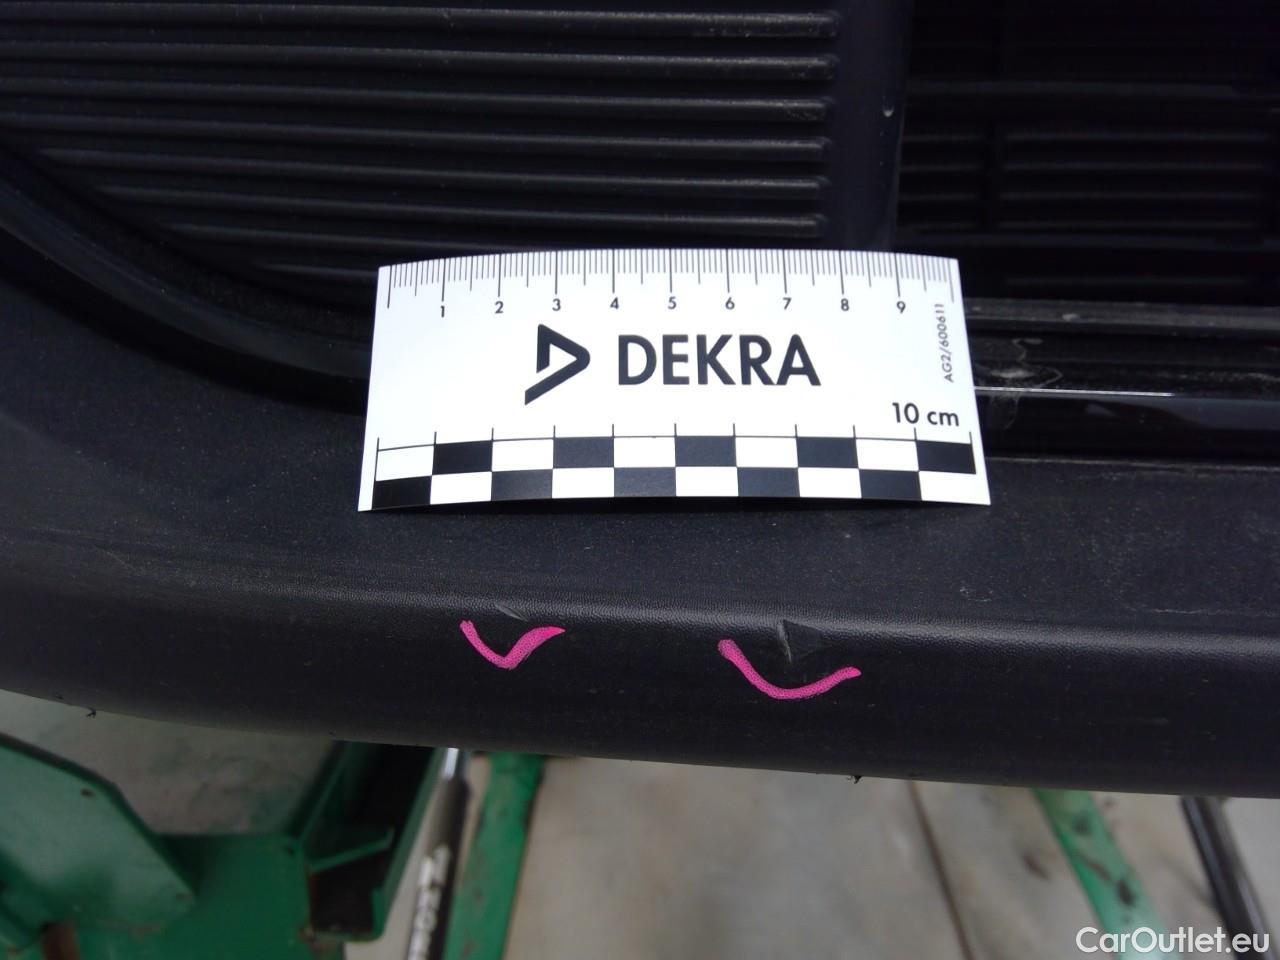 1 2 3 4 5 6 7 8 9
DEKRA
AG2/600611
10 cm
CarOutlet.eu